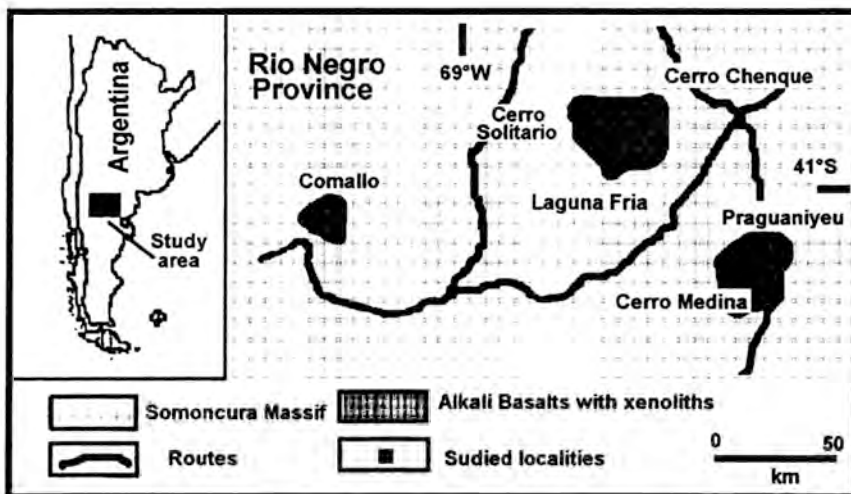 Argentina
Study
area
Rio Negro
Province
69°W
Cerro Chenque
Cerro
Solitario
41°S
Comallo
Laguna Fria
Praguaniyeu
Cerro Medina
Somoncura Massif
Alkali Basalts with xenoliths
Routes
Sudied localities
0 50
km